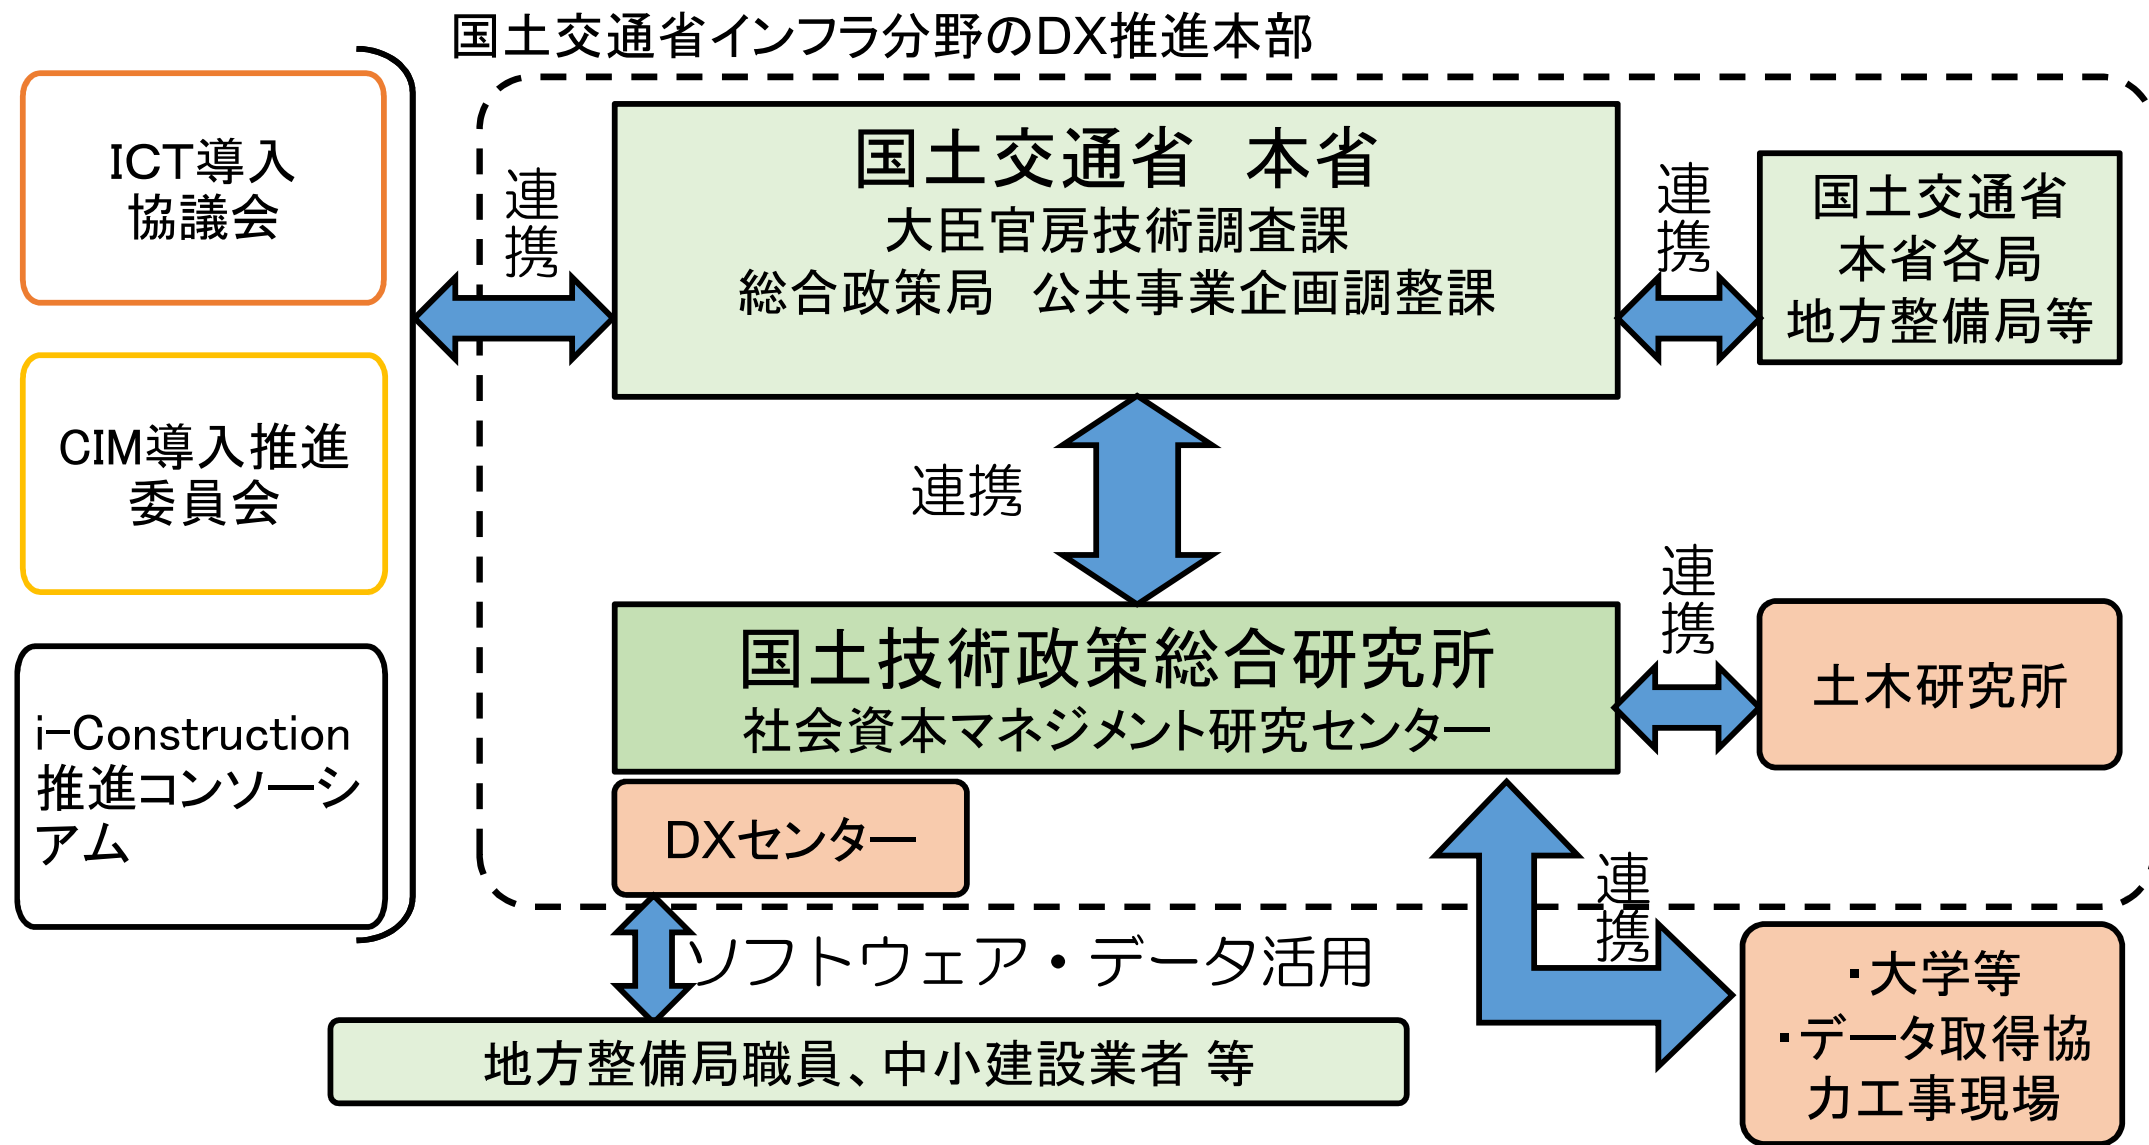 国土交通省インフラ分野のDX推進本部
ICT導入
協議会
CIM導入推進
委員会
i-Construction
推進コンソーシ
アム
連携
国土交通省　本省
大臣官房技術調査課
総合政策局　公共事業企画調整課
連携
国土交通省
本省各局
地方整備局等
連携
国土技術政策総合研究所
社会資本マネジメント研究センター
連携
土木研究所
DXセンター
連携
ソフトウェア・データ活用
地方整備局職員、中小建設業者 等
・大学等
・データ取得協
力工事現場